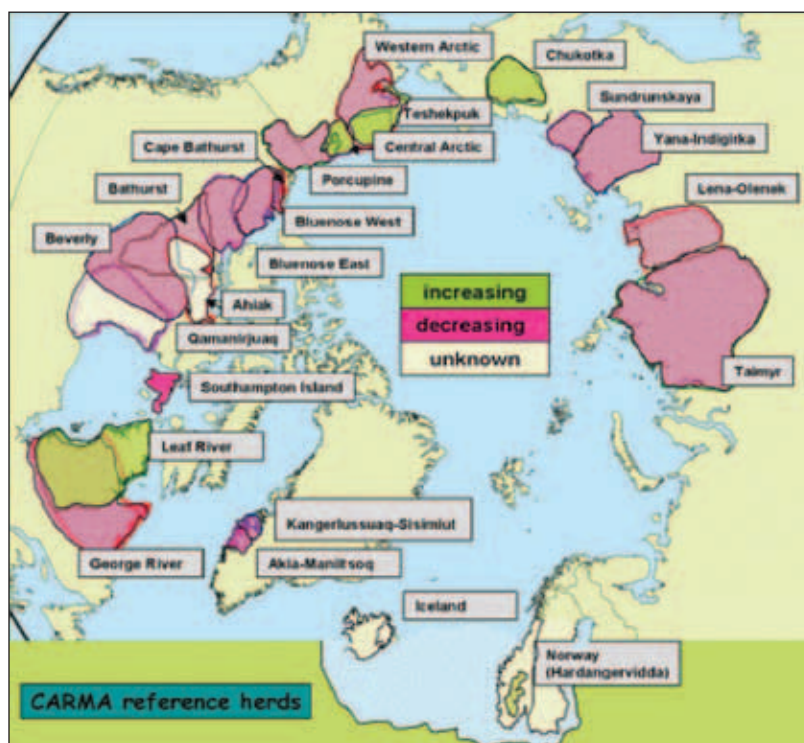 Western Arctic
Chukotka
Sundrunskaya
Teshekpuk
Yana-Indigirka
Cape Bathurst
Central Arctic
Bathurst
Porcupine
Lena-Olenek
Beverly
Bluenose West
Bluenose East
increasing
Ahiak
decreasing
Qamanirjuaq
unknown
Taimyr
Southampton Island
Leaf River
Kangerlussuaq-Sisimiut
George River
Akia-Maniitsoq
Iceland
Norway
(Hardangervidda)
CARMA reference herds